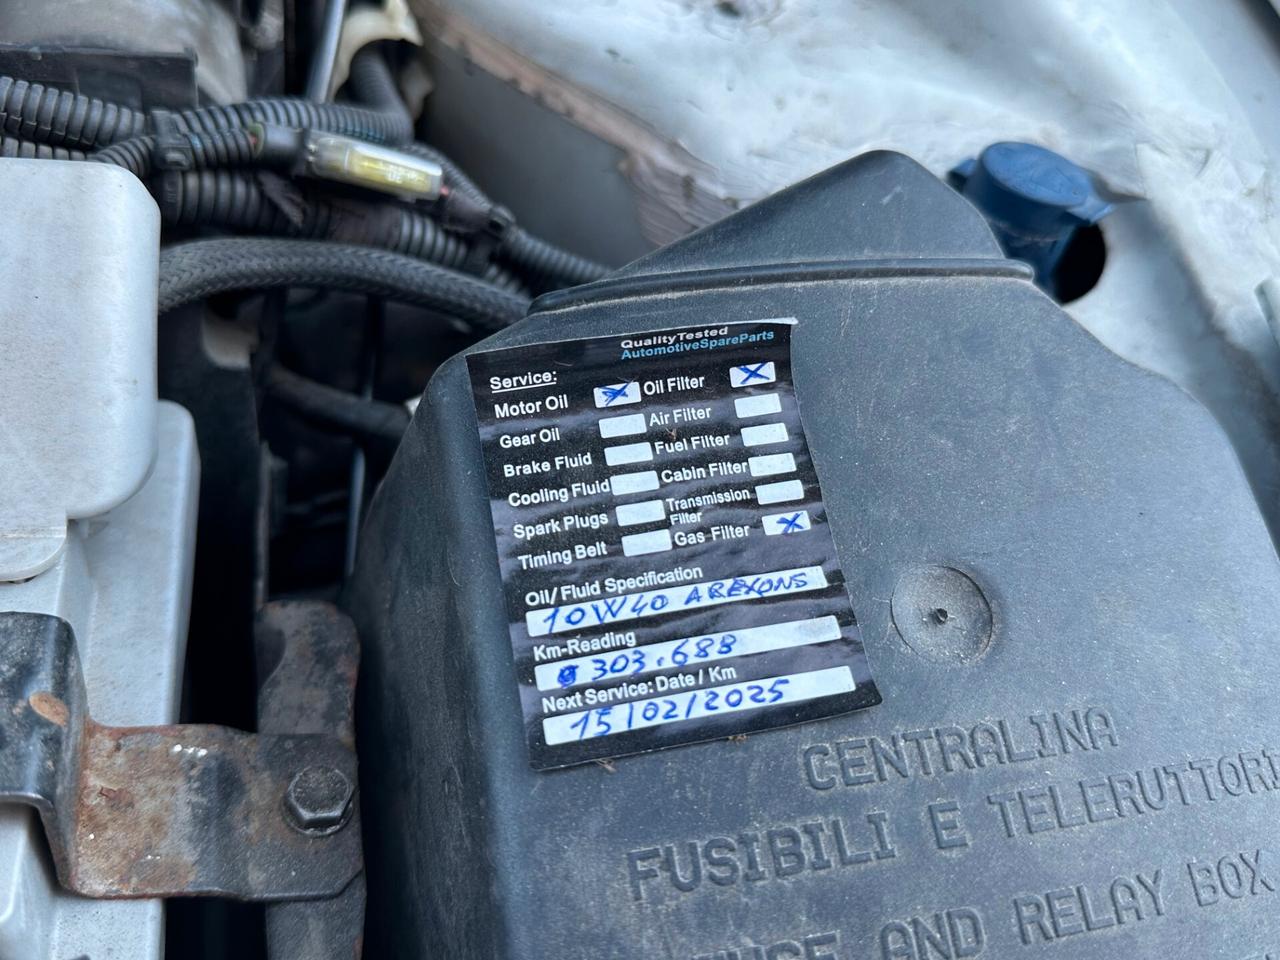 QualityTested
AutomotiveSpareParts
Service:
Motor Oil X Oil Filter X
Gear Oil Air Filter
Brake Fluid Fuel Filter
Cooling Fluid Cabin Filter
Spark Plugs Transmission Filter
Timing Belt Gas Filter X
Oil/Fluid Specification
10W40 AREXONS
Km-Reading
303.688
Next Service: Date / Km
15/02/2025
CENTRALINA
FUSIBILI E TELERUTTORI
AND RELAY BOX